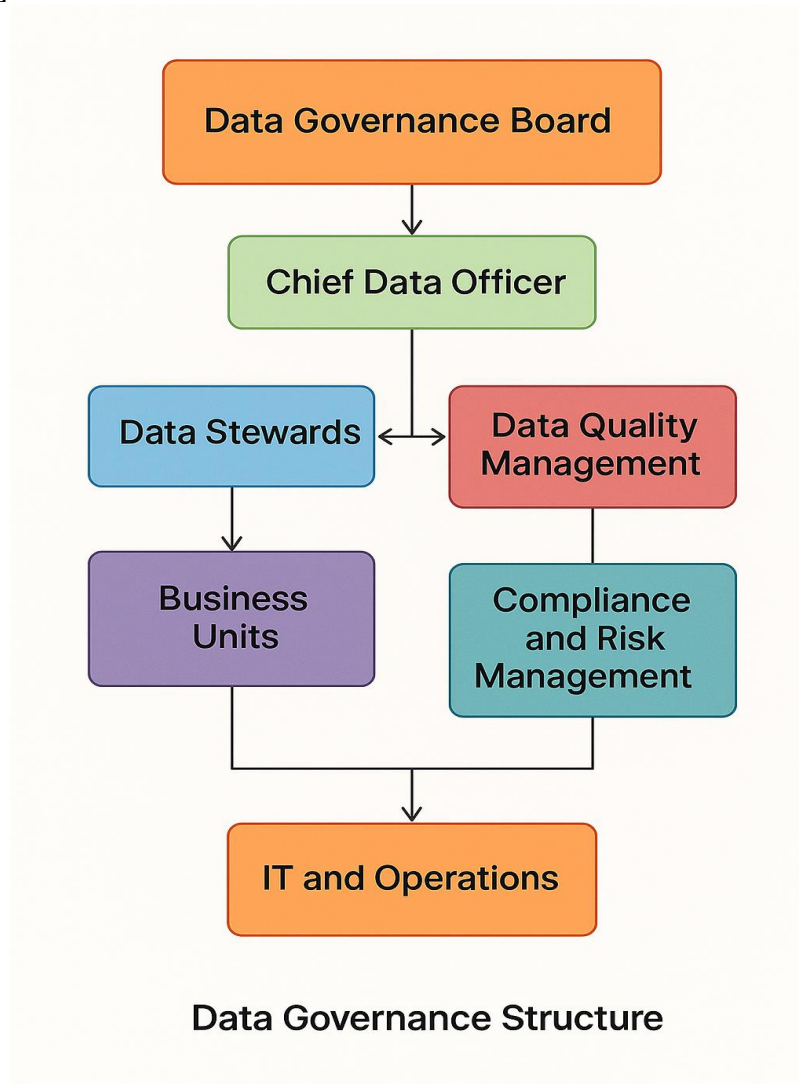 Data Governance Board
Chief Data Officer
Data Stewards
Data Quality
Management
Business
Units
Compliance
and Risk
Management
IT and Operations
Data Governance Structure